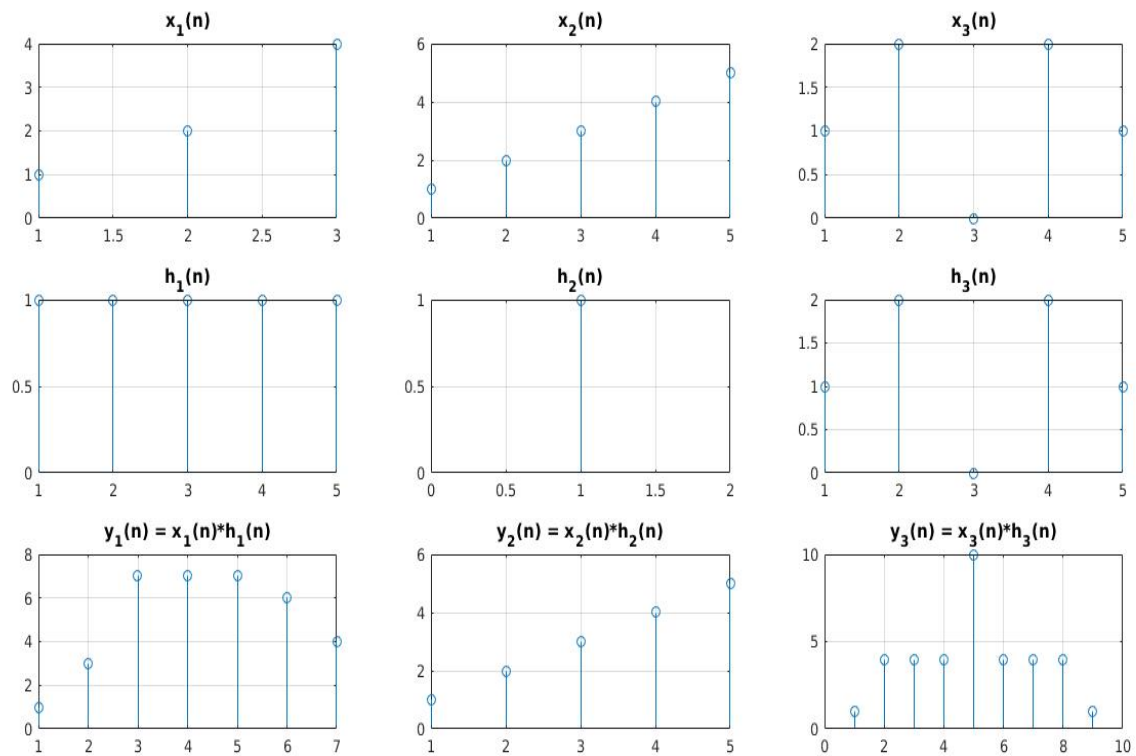 x₁(n) x₂(n) x₃(n)
4 6 2
3 4 1.5
2 2 1
1 0 0.5
0 0
1 1.5 2 2.5 3 1 2 3 4 5 1 2 3 4 5
h₁(n) h₂(n) h₃(n)
1 1 2
0.5 0.5 1.5
0 0 1
0.5
0
1 2 3 4 5 0 0.5 1 1.5 2 1 2 3 4 5
y₁(n) = x₁(n)*h₁(n) y₂(n) = x₂(n)*h₂(n) y₃(n) = x₃(n)*h₃(n)
8 6 10
6 4 5
4 2 0
2 0
0
1 2 3 4 5 6 7 1 2 3 4 5 0 2 4 6 8 10